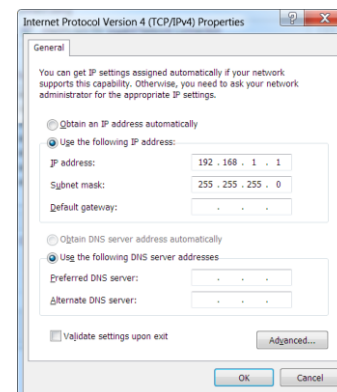 Internet Protocol Version 4 (TCP/IPv4) Properties
General
You can get IP settings assigned automatically if your network
supports this capability. Otherwise, you need to ask your network
administrator for the appropriate IP settings.
Obtain an IP address automatically
Use the following IP address:
IP address: 192 . 168 . 1 . 1
Subnet mask: 255 . 255 . 255 . 0
Default gateway: . . .
Obtain DNS server address automatically
Use the following DNS server addresses
Preferred DNS server: . . .
Alternate DNS server: . . .
Validate settings upon exit
Advanced...
OK Cancel